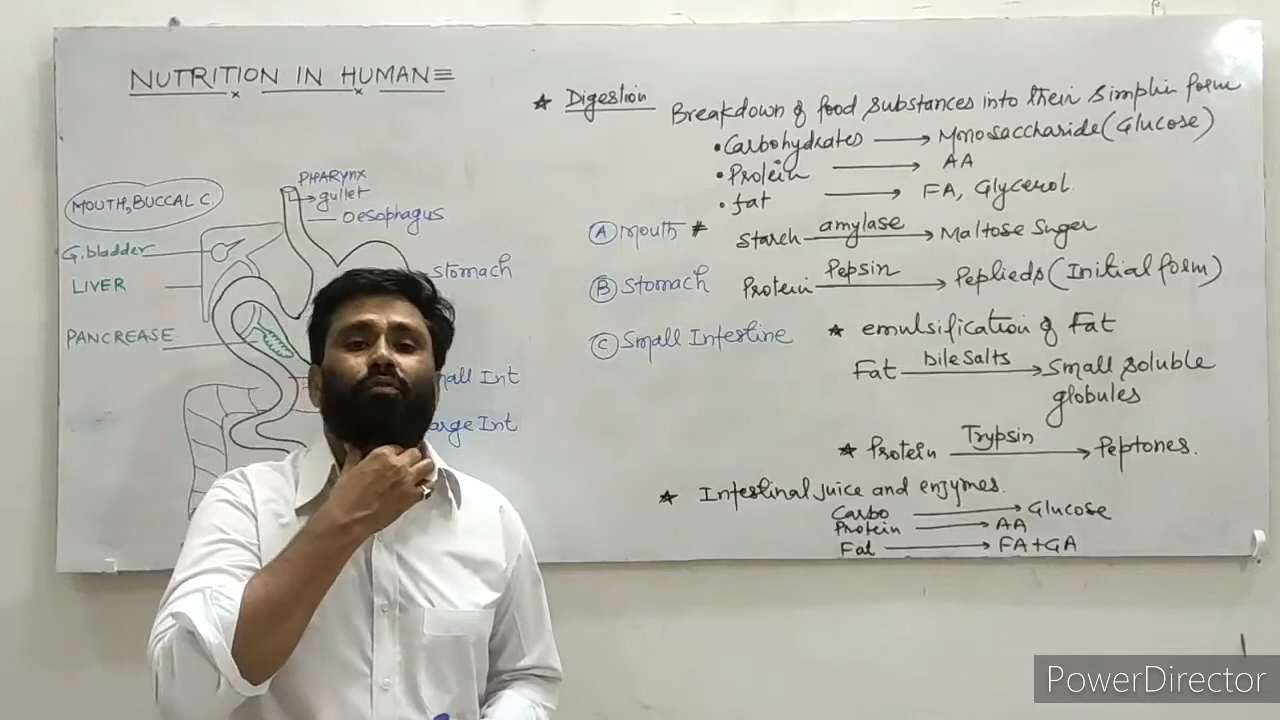 NUTRITION IN HUMAN
MOUTH, BUCCAL C.
PHARYNX
gullet
Oesophagus
G.bladder
LIVER
Stomach
PANCREASE
mall Int
arge Int
* Digestion Breakdown of food substances into their simplier form
• Carbohydrates → Monosaccharide (Glucose)
• Protein → AA
• fat → FA, Glycerol.
(A) Mouth * Starch amylase → Maltose Suger
(B) Stomach Protein Pepsin → Peplieds (Initial form)
(C) Small Intestine * emulsification of Fat
Fat bile Salts → Small soluble
globules
* Protein Trypsin → Peptones.
* Intestinal juice and enzymes.
Carbo → Glucose
Protein → AA
Fat → FA+GA
PowerDirector